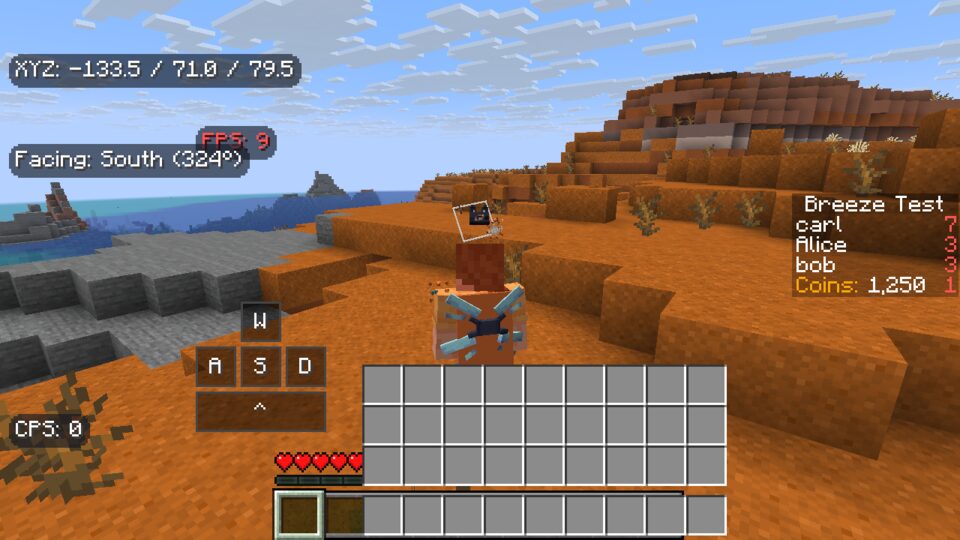 XYZ: -133.5 / 71.0 / 79.5
FPS: 9
Facing: South (324°)
Breeze Test
carl 7
Alice 3
bob 3
Coins: 1,250 1
W
A S D
^
CPS: 0